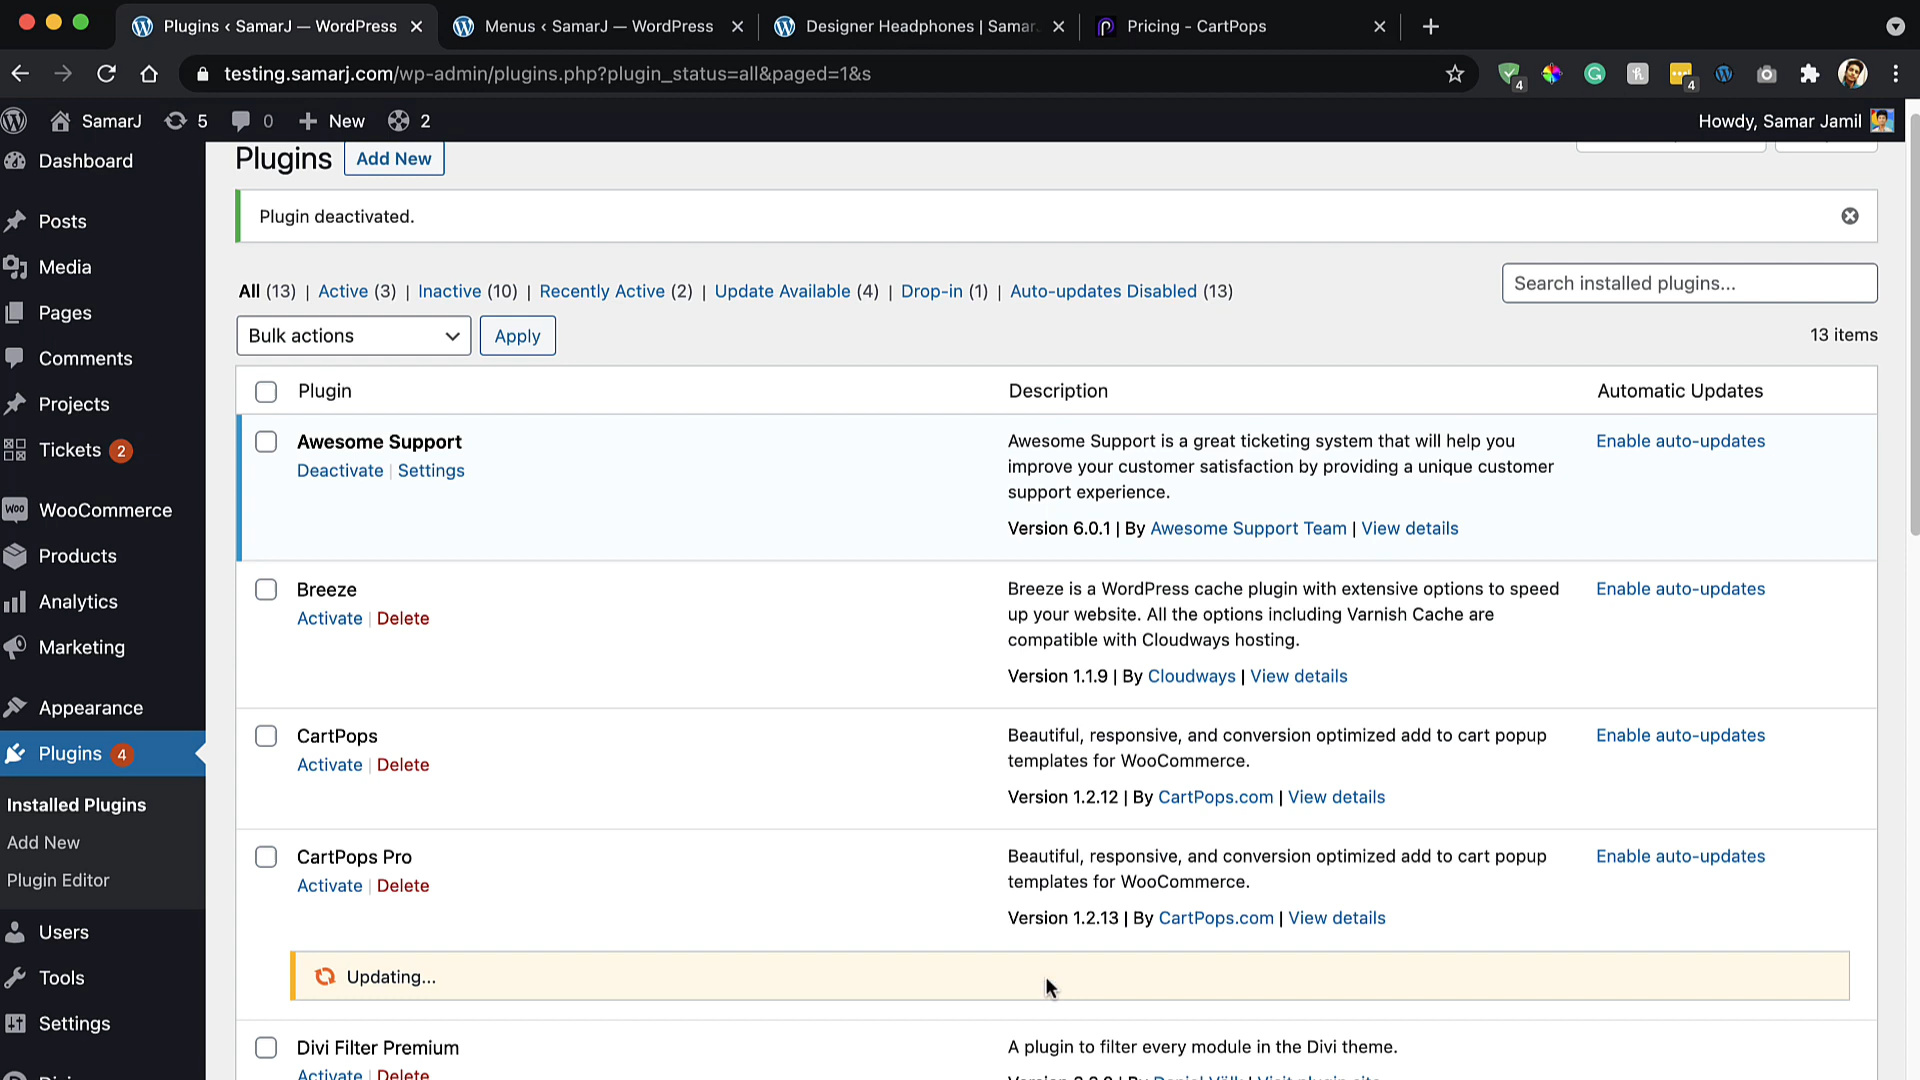 Plugins ‹ SamarJ — WordPress
Menus ‹ SamarJ — WordPress
Designer Headphones | Samar
Pricing - CartPops
testing.samarj.com/wp-admin/plugins.php?plugin_status=all&paged=1&s
4
4
SamarJ
5
0
New
2
Howdy, Samar Jamil
Dashboard
Posts
Media
Pages
Comments
Projects
Tickets 2
WooCommerce
Products
Analytics
Marketing
Appearance
Plugins 4
Installed Plugins
Add New
Plugin Editor
Users
Tools
Settings
Plugins
Add New
Plugin deactivated.
All (13) | Active (3) | Inactive (10) | Recently Active (2) | Update Available (4) | Drop-in (1) | Auto-updates Disabled (13)
Search installed plugins...
Bulk actions
Apply
13 items
Plugin
Description
Automatic Updates
Awesome Support
Deactivate | Settings
Awesome Support is a great ticketing system that will help you
improve your customer satisfaction by providing a unique customer
support experience.
Version 6.0.1 | By Awesome Support Team | View details
Enable auto-updates
Breeze
Activate | Delete
Breeze is a WordPress cache plugin with extensive options to speed
up your website. All the options including Varnish Cache are
compatible with Cloudways hosting.
Version 1.1.9 | By Cloudways | View details
Enable auto-updates
CartPops
Activate | Delete
Beautiful, responsive, and conversion optimized add to cart popup
templates for WooCommerce.
Version 1.2.12 | By CartPops.com | View details
Enable auto-updates
CartPops Pro
Activate | Delete
Beautiful, responsive, and conversion optimized add to cart popup
templates for WooCommerce.
Version 1.2.13 | By CartPops.com | View details
Enable auto-updates
Updating...
Divi Filter Premium
Activate | Delete
A plugin to filter every module in the Divi theme.